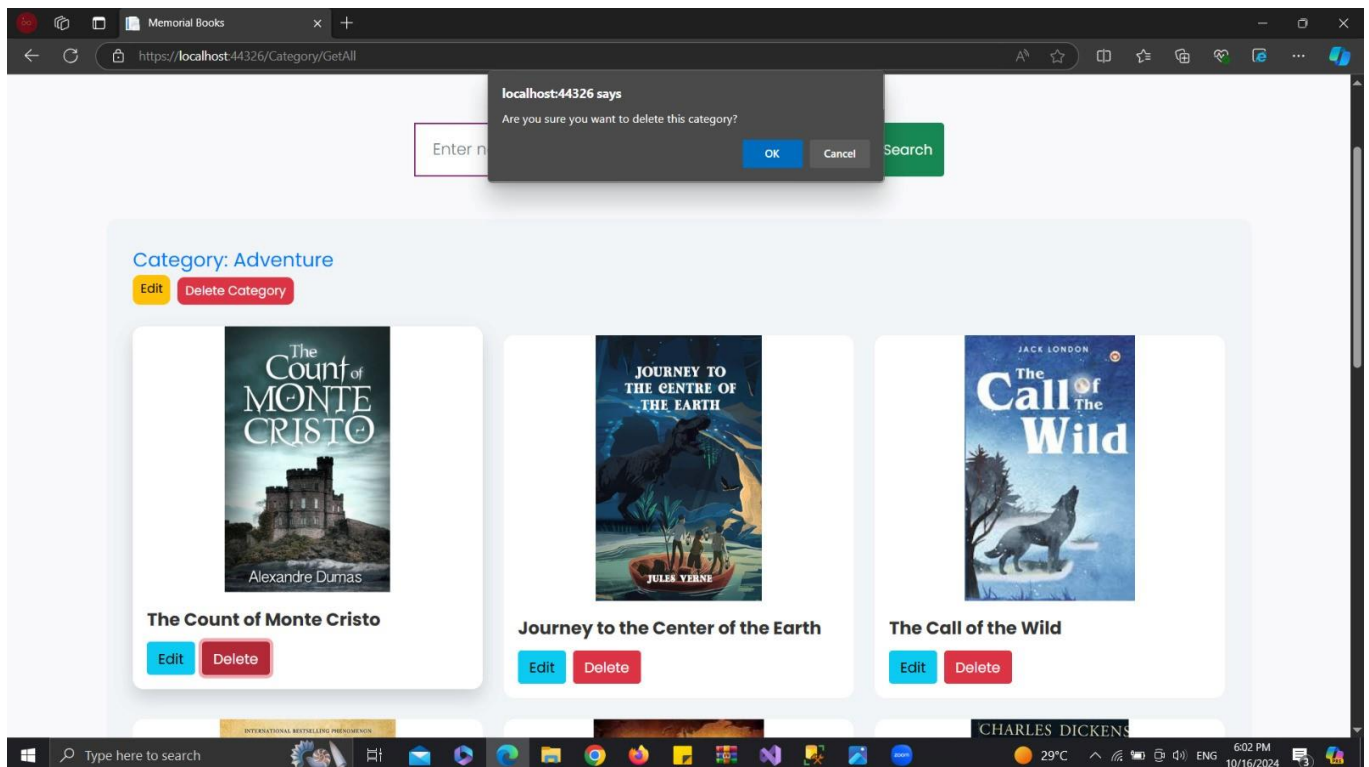 Memorial Books
https://localhost:44326/Category/GetAll
localhost:44326 says
Are you sure you want to delete this category?
OK Cancel
Enter n
Search
Category: Adventure
Edit Delete Category
The
Count of
MONTE
CRISTO
Alexandre Dumas
The Count of Monte Cristo
Edit Delete
JOURNEY TO
THE CENTRE OF
THE EARTH
JULES VERNE
Journey to the Center of the Earth
Edit Delete
JACK LONDON
The
Call of
The
Wild
The Call of the Wild
Edit Delete
INTERNATIONAL BESTSELLING PHENOMENON
CHARLES DICKENS
Type here to search
zoom
29°C ENG 6:02 PM
10/16/2024
3